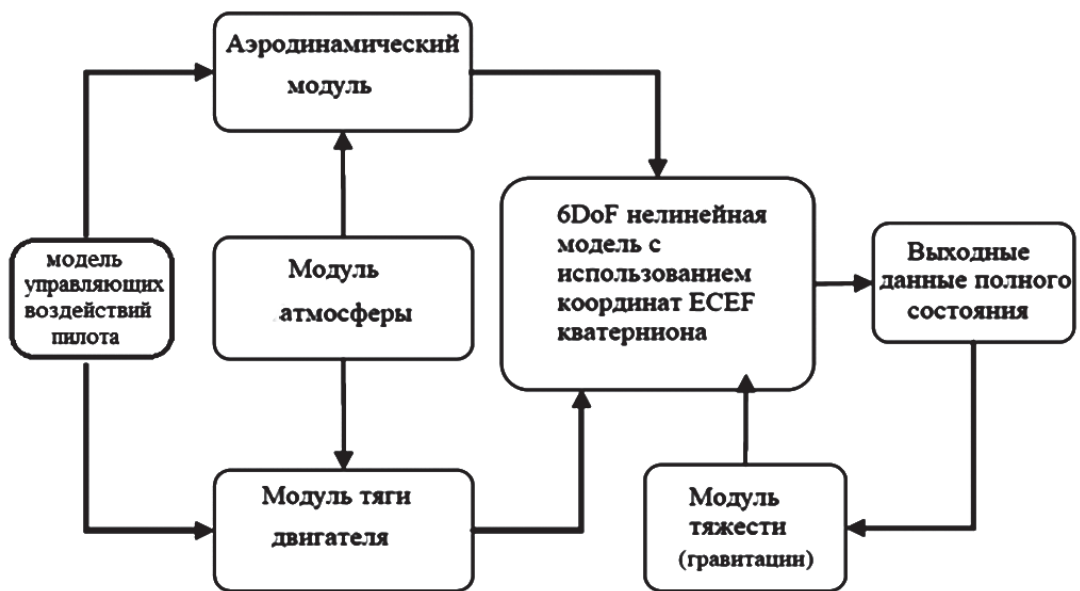 Аэродинамический
модуль
модель
управляющих
воздействий
пилота
Модуль
атмосферы
6DoF нелинейная
модель с
использованием
координат ECEF
кватерниона
Выходные
данные полного
состояния
Модуль тяги
двигателя
Модуль
тяжести
(гравитации)